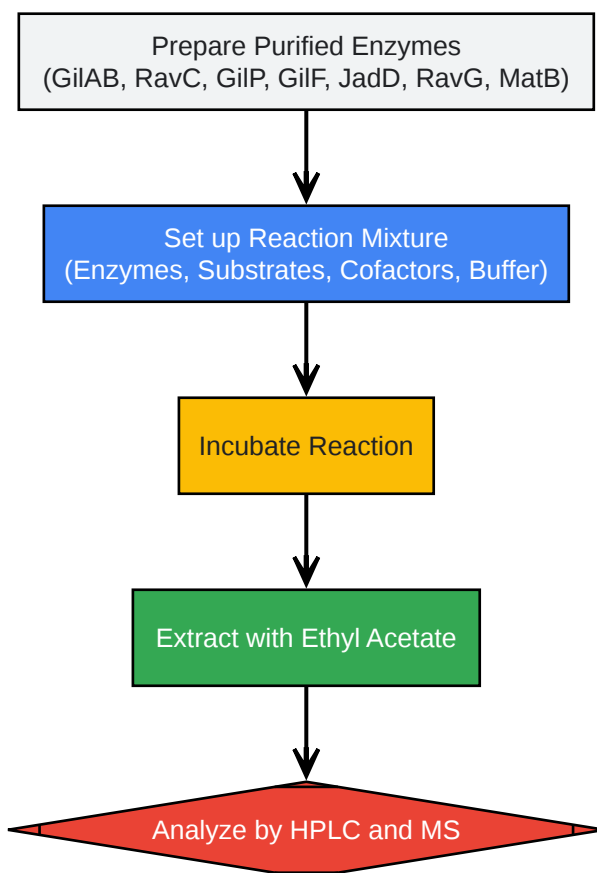 Prepare Purified Enzymes
(GilAB, RavC, GilP, GilF, JadD, RavG, MatB)
Set up Reaction Mixture
(Enzymes, Substrates, Cofactors, Buffer)
Incubate Reaction
Extract with Ethyl Acetate
Analyze by HPLC and MS